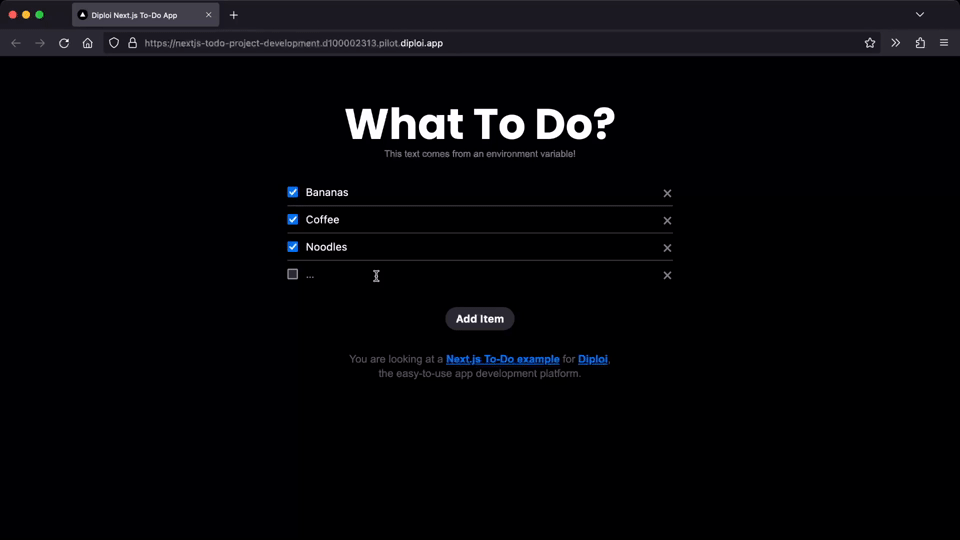 Diploi Next.js To-Do App
https://nextjs-todo-project-development.d100002313.pilot.diploi.app
What To Do?
This text comes from an environment variable!
Bananas
Coffee
Noodles
...
Add Item
You are looking at a Next.js To-Do example for Diploi,
the easy-to-use app development platform.